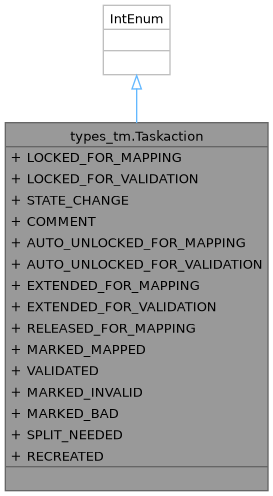 IntEnum
types_tm.Taskaction
+ LOCKED_FOR_MAPPING
+ LOCKED_FOR_VALIDATION
+ STATE_CHANGE
+ COMMENT
+ AUTO_UNLOCKED_FOR_MAPPING
+ AUTO_UNLOCKED_FOR_VALIDATION
+ EXTENDED_FOR_MAPPING
+ EXTENDED_FOR_VALIDATION
+ RELEASED_FOR_MAPPING
+ MARKED_MAPPED
+ VALIDATED
+ MARKED_INVALID
+ MARKED_BAD
+ SPLIT_NEEDED
+ RECREATED